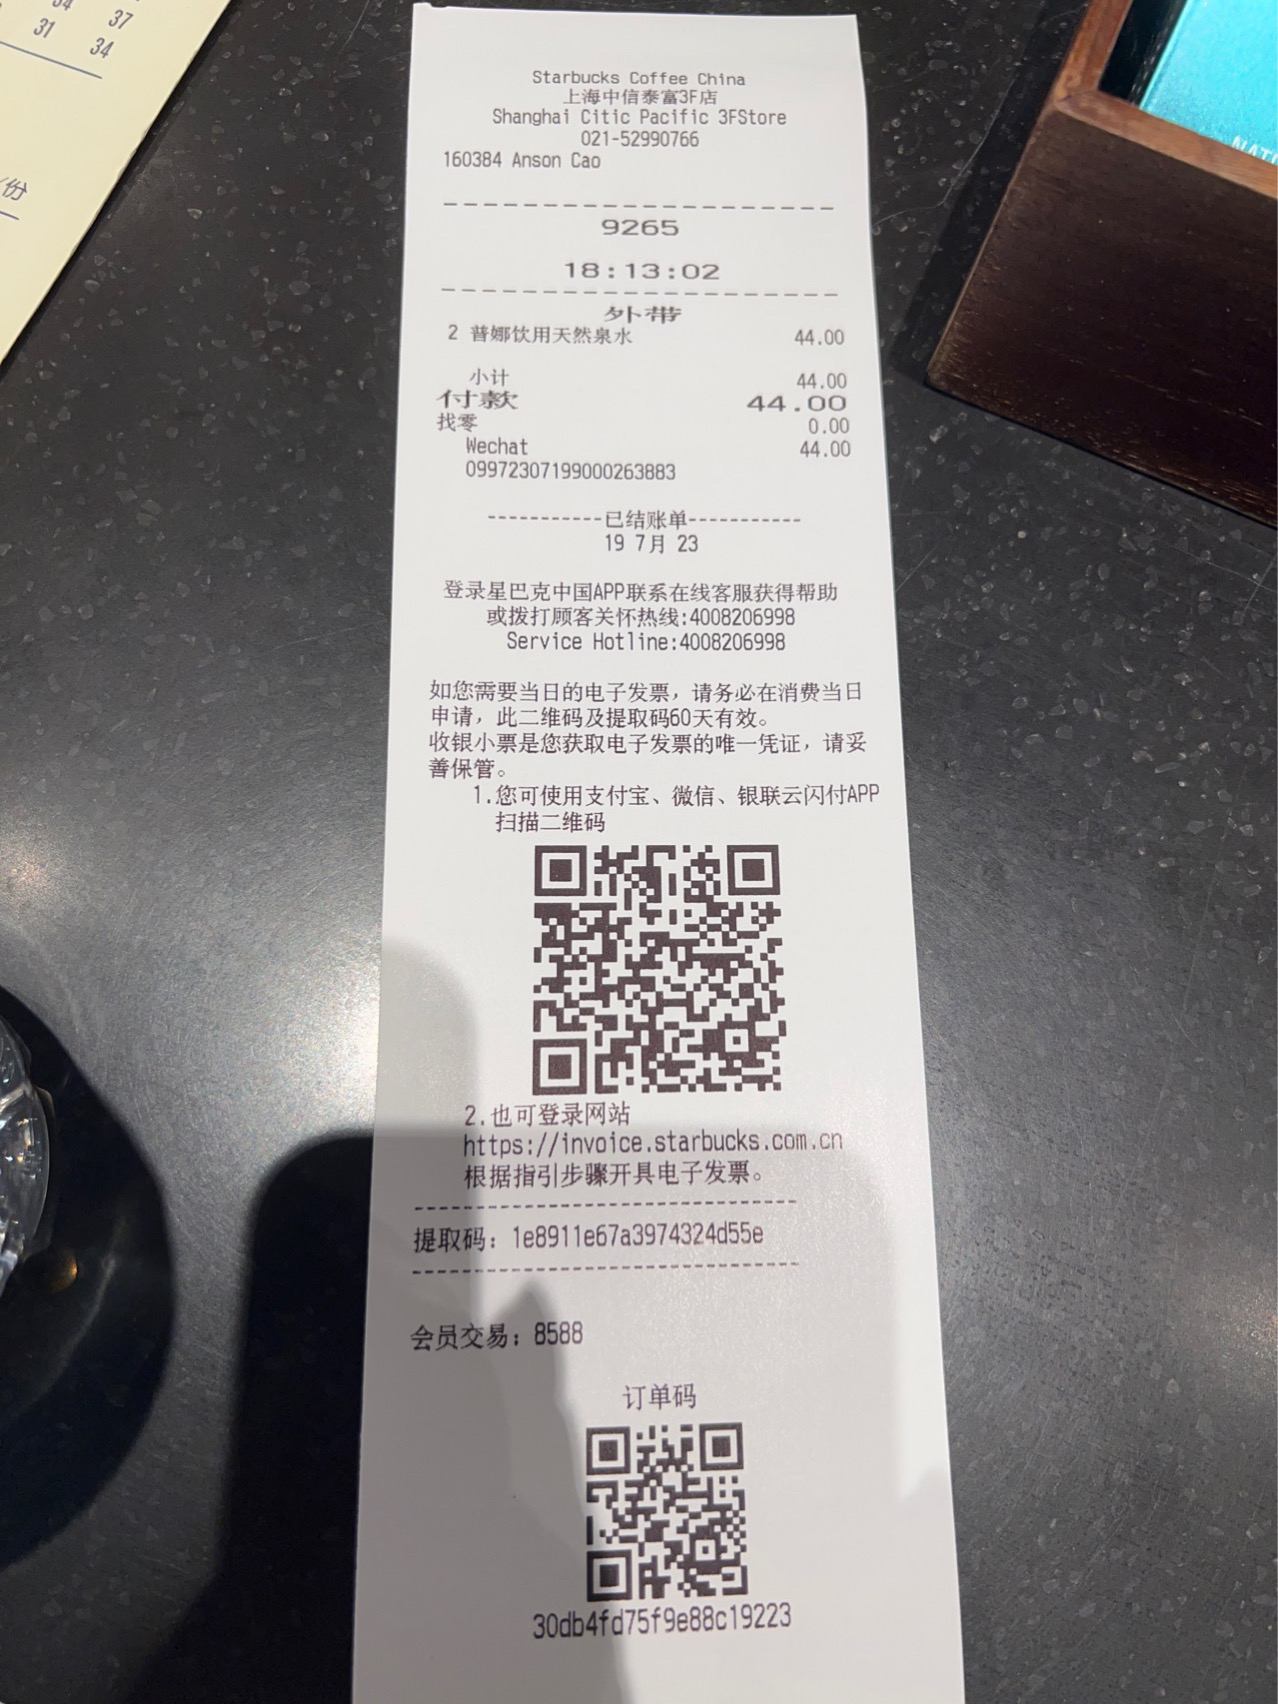 37
31
34
/份
NAT
Starbucks Coffee China
上海中信泰富3F店
Shanghai Citic Pacific 3FStore
021-52990766
160384 Anson Cao
9265
18:13:02
外带
2 普娜饮用天然泉水 44.00
小计 44.00
付款 44.00
找零 0.00
Wechat 44.00
09972307199000263883
-----------已结账单-----------
19 7月 23
登录星巴克中国APP联系在线客服获得帮助
或拨打顾客关怀热线:4008206998
Service Hotline:4008206998
如您需要当日的电子发票，请务必在消费当日
申请，此二维码及提取码60天有效。
收银小票是您获取电子发票的唯一凭证，请妥
善保管。
1.您可使用支付宝、微信、银联云闪付APP
扫描二维码
2.也可登录网站
https://invoice.starbucks.com.cn
根据指引步骤开具电子发票。
提取码：1e8911e67a3974324d55e
会员交易：8588
订单码
30db4fd75f9e88c19223